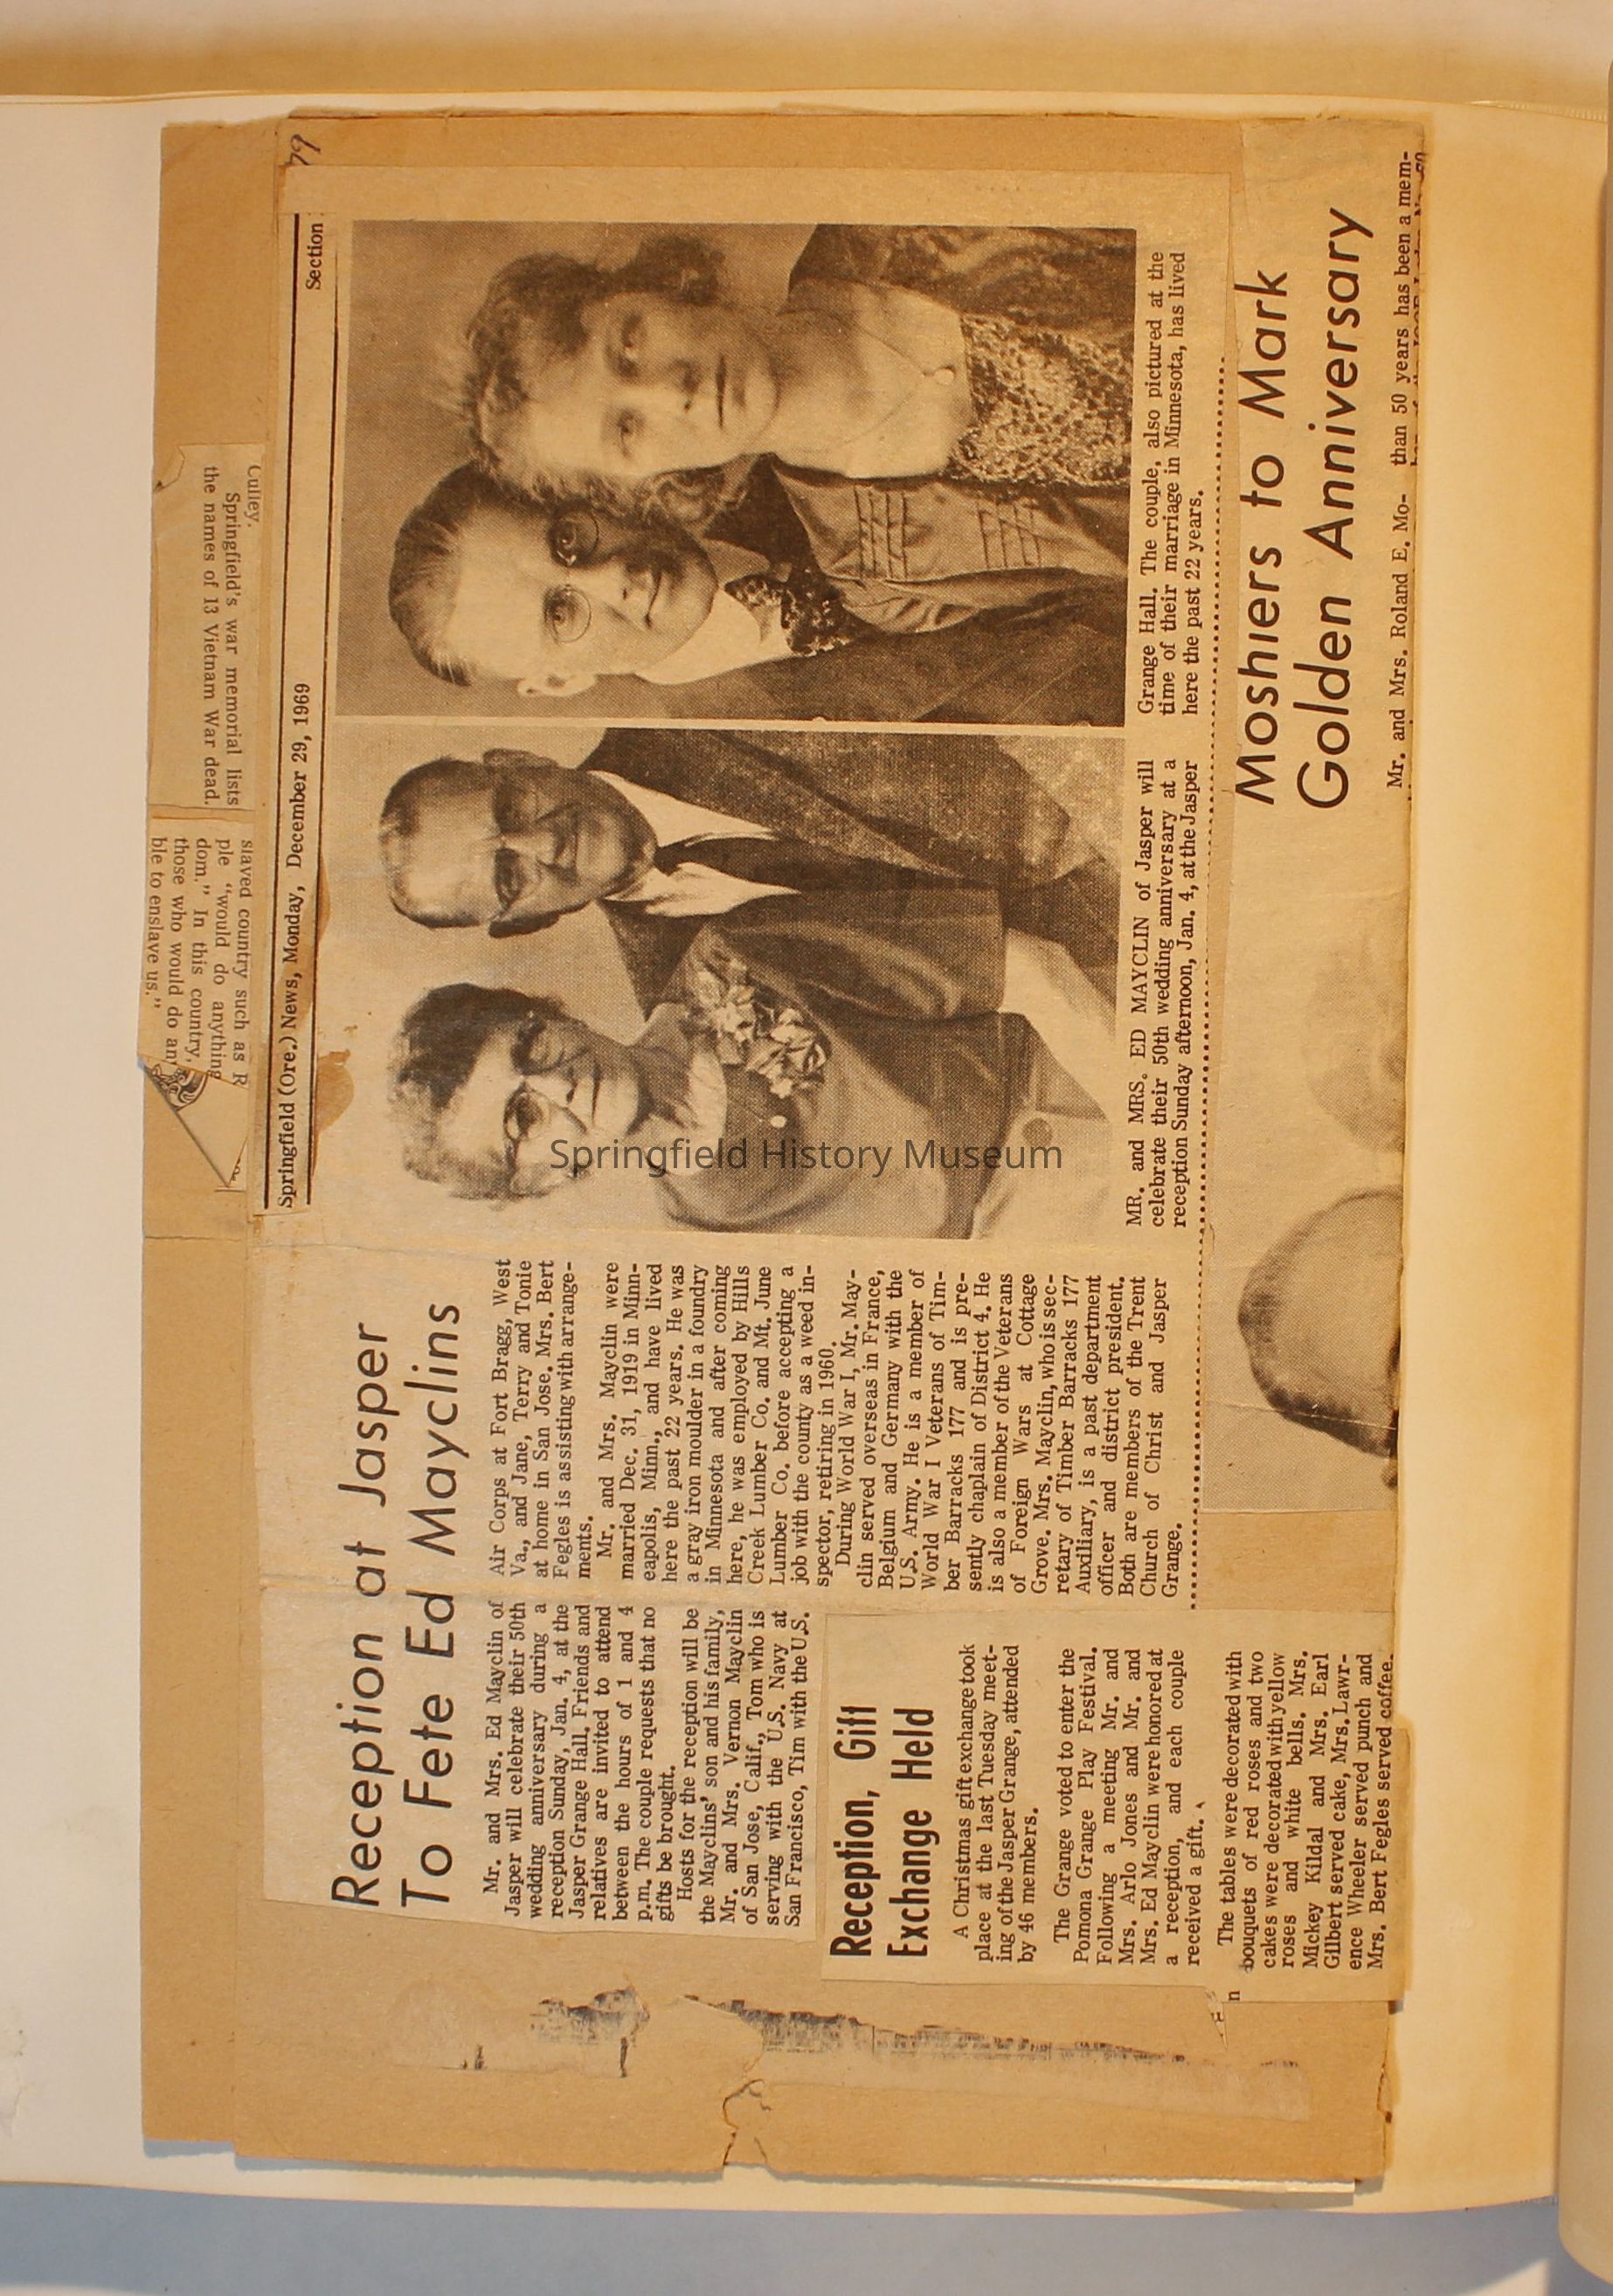 79
Springfield (Ore.) News, Monday, December 29, 1969
Section
Reception at Jasper
To Fete Ed Mayclins
Mr. and Mrs. Ed Mayclin of
Jasper will celebrate their 50th
wedding anniversary during a
reception Sunday, Jan. 4, at the
Jasper Grange Hall. Friends and
relatives are invited to attend
between the hours of 1 and 4
p.m. The couple requests that no
gifts be brought.
Hosts for the reception will be
the Mayclins' son and his family,
Mr. and Mrs. Vernon Mayclin
of San Jose, Calif., Tom who is
serving with the U.S. Navy at
San Francisco, Tim with the U.S.
Air Corps at Fort Bragg, West
Va., and Jane, Terry and Tonie
at home in San Jose. Mrs. Bert
Fegles is assisting with arrange-
ments.
Mr. and Mrs. Mayclin were
married Dec. 31, 1919 in Minn-
eapolis, Minn., and have lived
here the past 22 years. He was
a gray iron moulder in a foundry
in Minnesota and after coming
here, he was employed by Hills
Creek Lumber Co. and Mt. June
Lumber Co. before accepting a
job with the county as a weed in-
spector, retiring in 1960.
During World War I, Mr. May-
clin served overseas in France,
Belgium and Germany with the
U.S. Army. He is a member of
World War I Veterans of Tim-
ber Barracks 177 and is pre-
sently chaplain of District 4. He
is also a member of the Veterans
of Foreign Wars at Cottage
Grove. Mrs. Mayclin, who is sec-
retary of Timber Barracks 177
Auxiliary, is a past department
officer and district president.
Both are members of the Trent
Church of Christ and Jasper
Grange.
MR. and MRS. ED MAYCLIN of Jasper will
celebrate their 50th wedding anniversary at a
reception Sunday afternoon, Jan. 4, at the Jasper
Grange Hall. The couple, also pictured at the
time of their marriage in Minnesota, has lived
here the past 22 years.
Reception, Gift
Exchange Held
A Christmas gift exchange took
place at the last Tuesday meet-
ing of the Jasper Grange, attended
by 46 members.
The Grange voted to enter the
Pomona Grange Play Festival.
Following a meeting Mr. and
Mrs. Arlo Jones and Mr. and
Mrs. Ed Mayclin were honored at
a reception, and each couple
received a gift.
The tables were decorated with
bouquets of red roses and two
cakes were decorated with yellow
roses and white bells. Mrs.
Mickey Kildal and Mrs. Earl
Gilbert served cake, Mrs. Lawr-
ence Wheeler served punch and
Mrs. Bert Fegles served coffee.
n
Moshiers to Mark
Golden Anniversary
Mr. and Mrs. Roland E. Mo-
than 50 years has been a mem-
Culley.
Springfield's war memorial lists
the names of 13 Vietnam War dead.
slaved country such as R
ple "would do anything
dom." In this country,
those who would do an
ble to enslave us."
Springfield History Museum